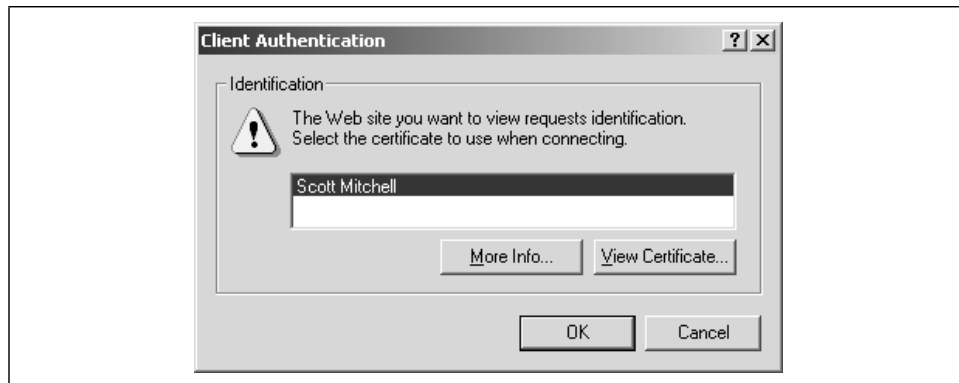 Client Authentication
Identification
The Web site you want to view requests identification.
Select the certificate to use when connecting.
Scott Mitchell
More Info...
View Certificate...
OK
Cancel